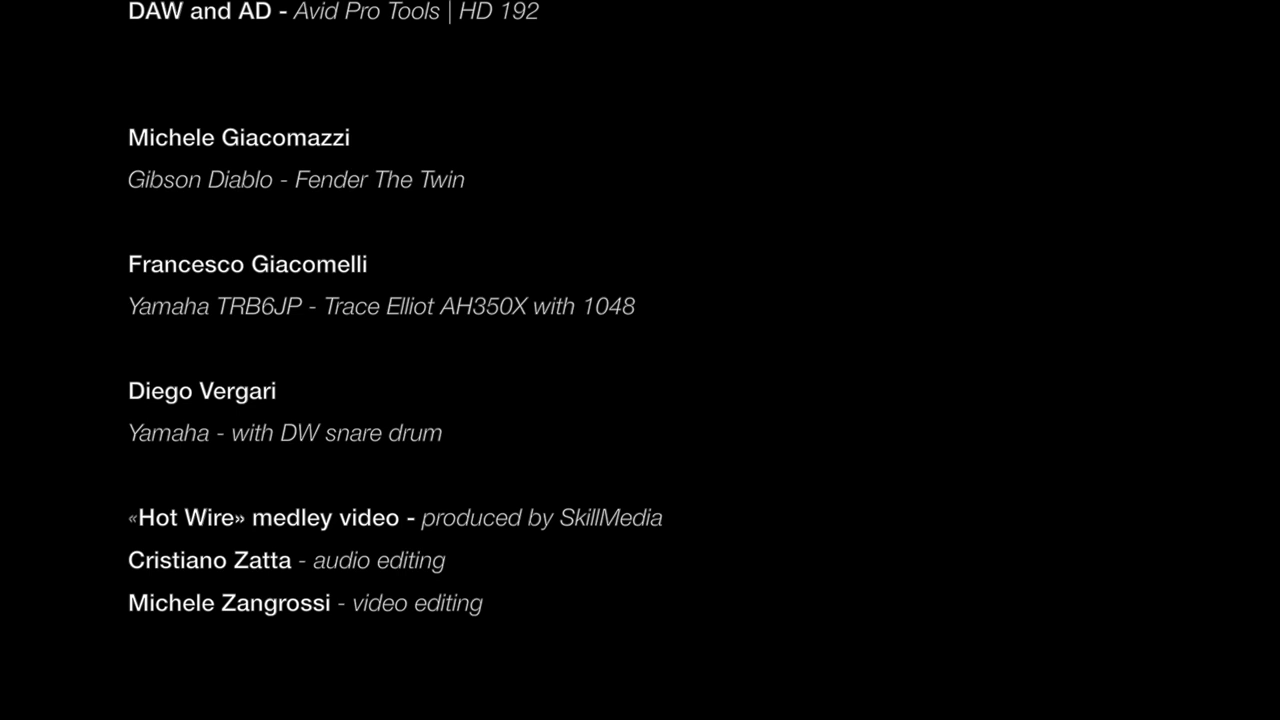 DAW and AD - Avid Pro Tools | HD 192
Michele Giacomazzi
Gibson Diablo - Fender The Twin
Francesco Giacomelli
Yamaha TRB6JP - Trace Elliot AH350X with 1048
Diego Vergari
Yamaha - with DW snare drum
«Hot Wire» medley video - produced by SkillMedia
Cristiano Zatta - audio editing
Michele Zangrossi - video editing